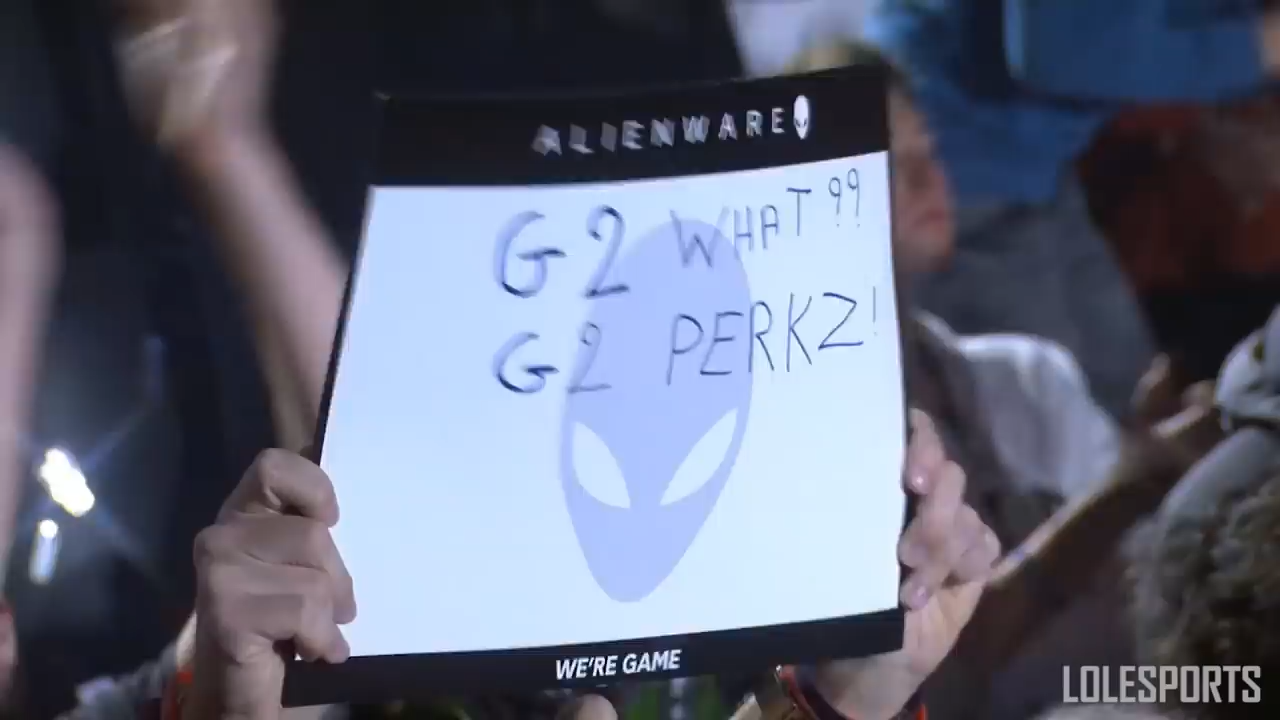 ALIENWARE
G2 WHAT??
G2 PERKZ!
WE'RE GAME
LOLESPORTS